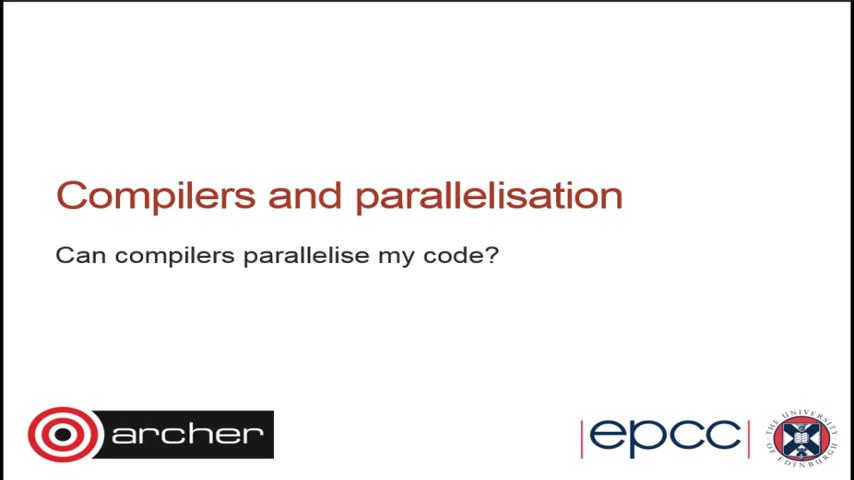 Compilers and parallelisation
Can compilers parallelise my code?
archer
epcc
THE UNIVERSITY
OF EDINBURGH